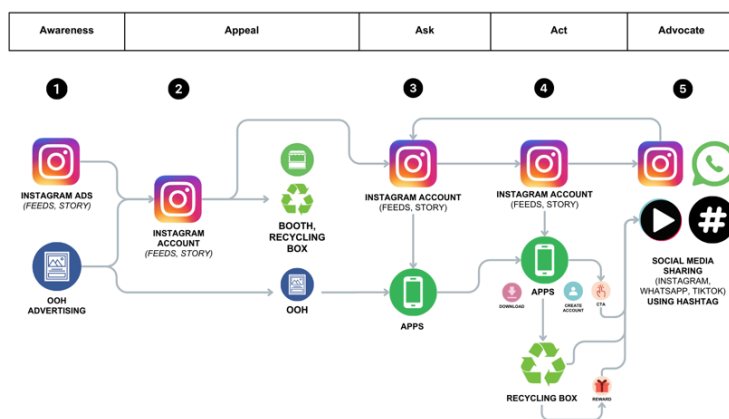 Awareness
Appeal
Ask
Act
Advocate
1
2
3
4
5
INSTAGRAM ADS
(FEEDS, STORY)
INSTAGRAM
ACCOUNT
(FEEDS, STORY)
BOOTH,
RECYCLING
BOX
INSTAGRAM ACCOUNT
(FEEDS, STORY)
INSTAGRAM ACCOUNT
(FEEDS, STORY)
#
SOCIAL MEDIA
SHARING
(INSTAGRAM,
WHATSAPP, TIKTOK)
USING HASHTAG
OOH
ADVERTISING
OOH
APPS
APPS
DOWNLOAD
CREATE
ACCOUNT
CTA
RECYCLING BOX
REWARD